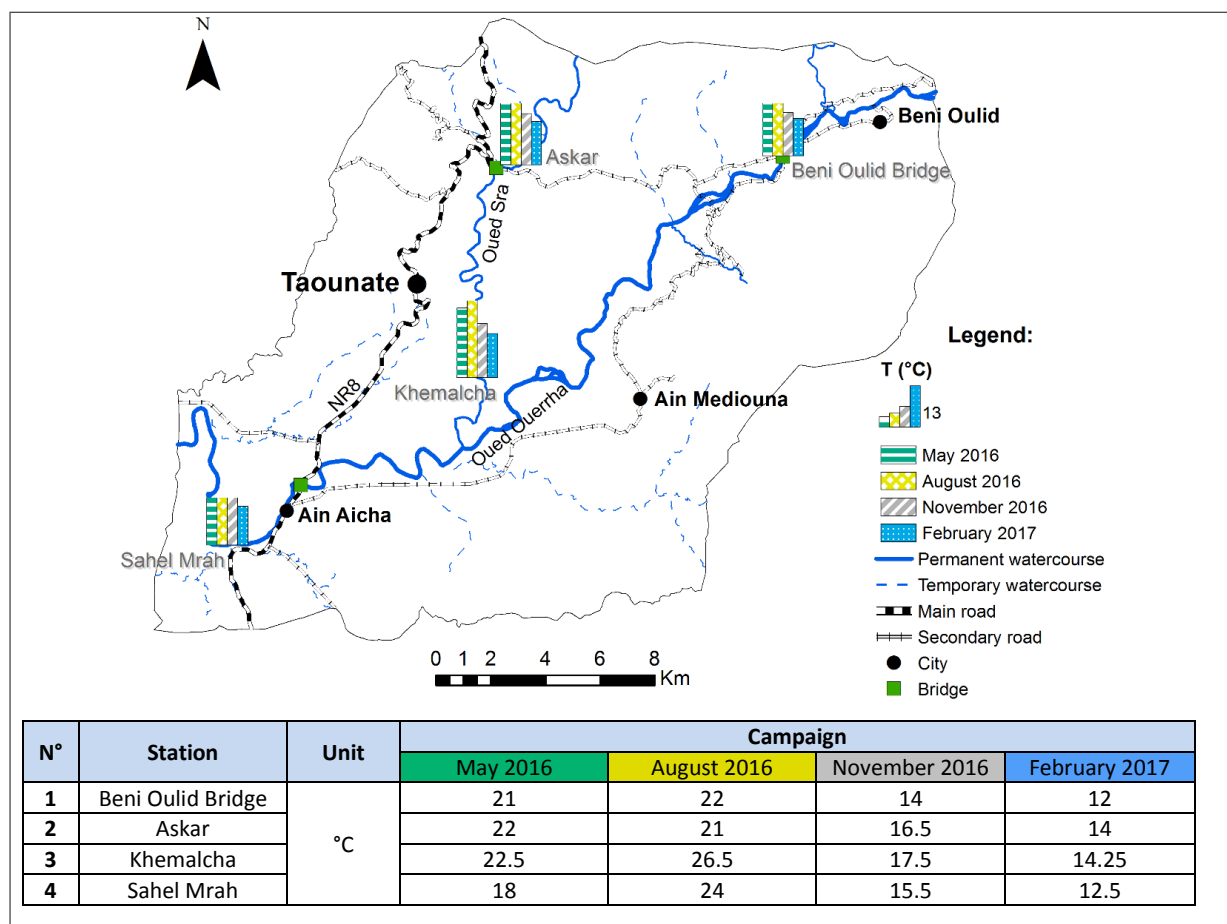 N
Beni Oulid
Askar
Beni Oulid Bridge
Oued Sra
Taounate
Legend:
T (°C)
13
Khemalcha
NR8
Ain Mediouna
Oued Ouerrha
May 2016
August 2016
November 2016
February 2017
Ain Aicha
Sahel Mrah
Permanent watercourse
Temporary watercourse
Main road
Secondary road
City
Bridge
0 1 2 4 6 8
Km
N° Station Unit Campaign
May 2016 August 2016 November 2016 February 2017
1 Beni Oulid Bridge °C 21 22 14 12
2 Askar 22 21 16.5 14
3 Khemalcha 22.5 26.5 17.5 14.25
4 Sahel Mrah 18 24 15.5 12.5